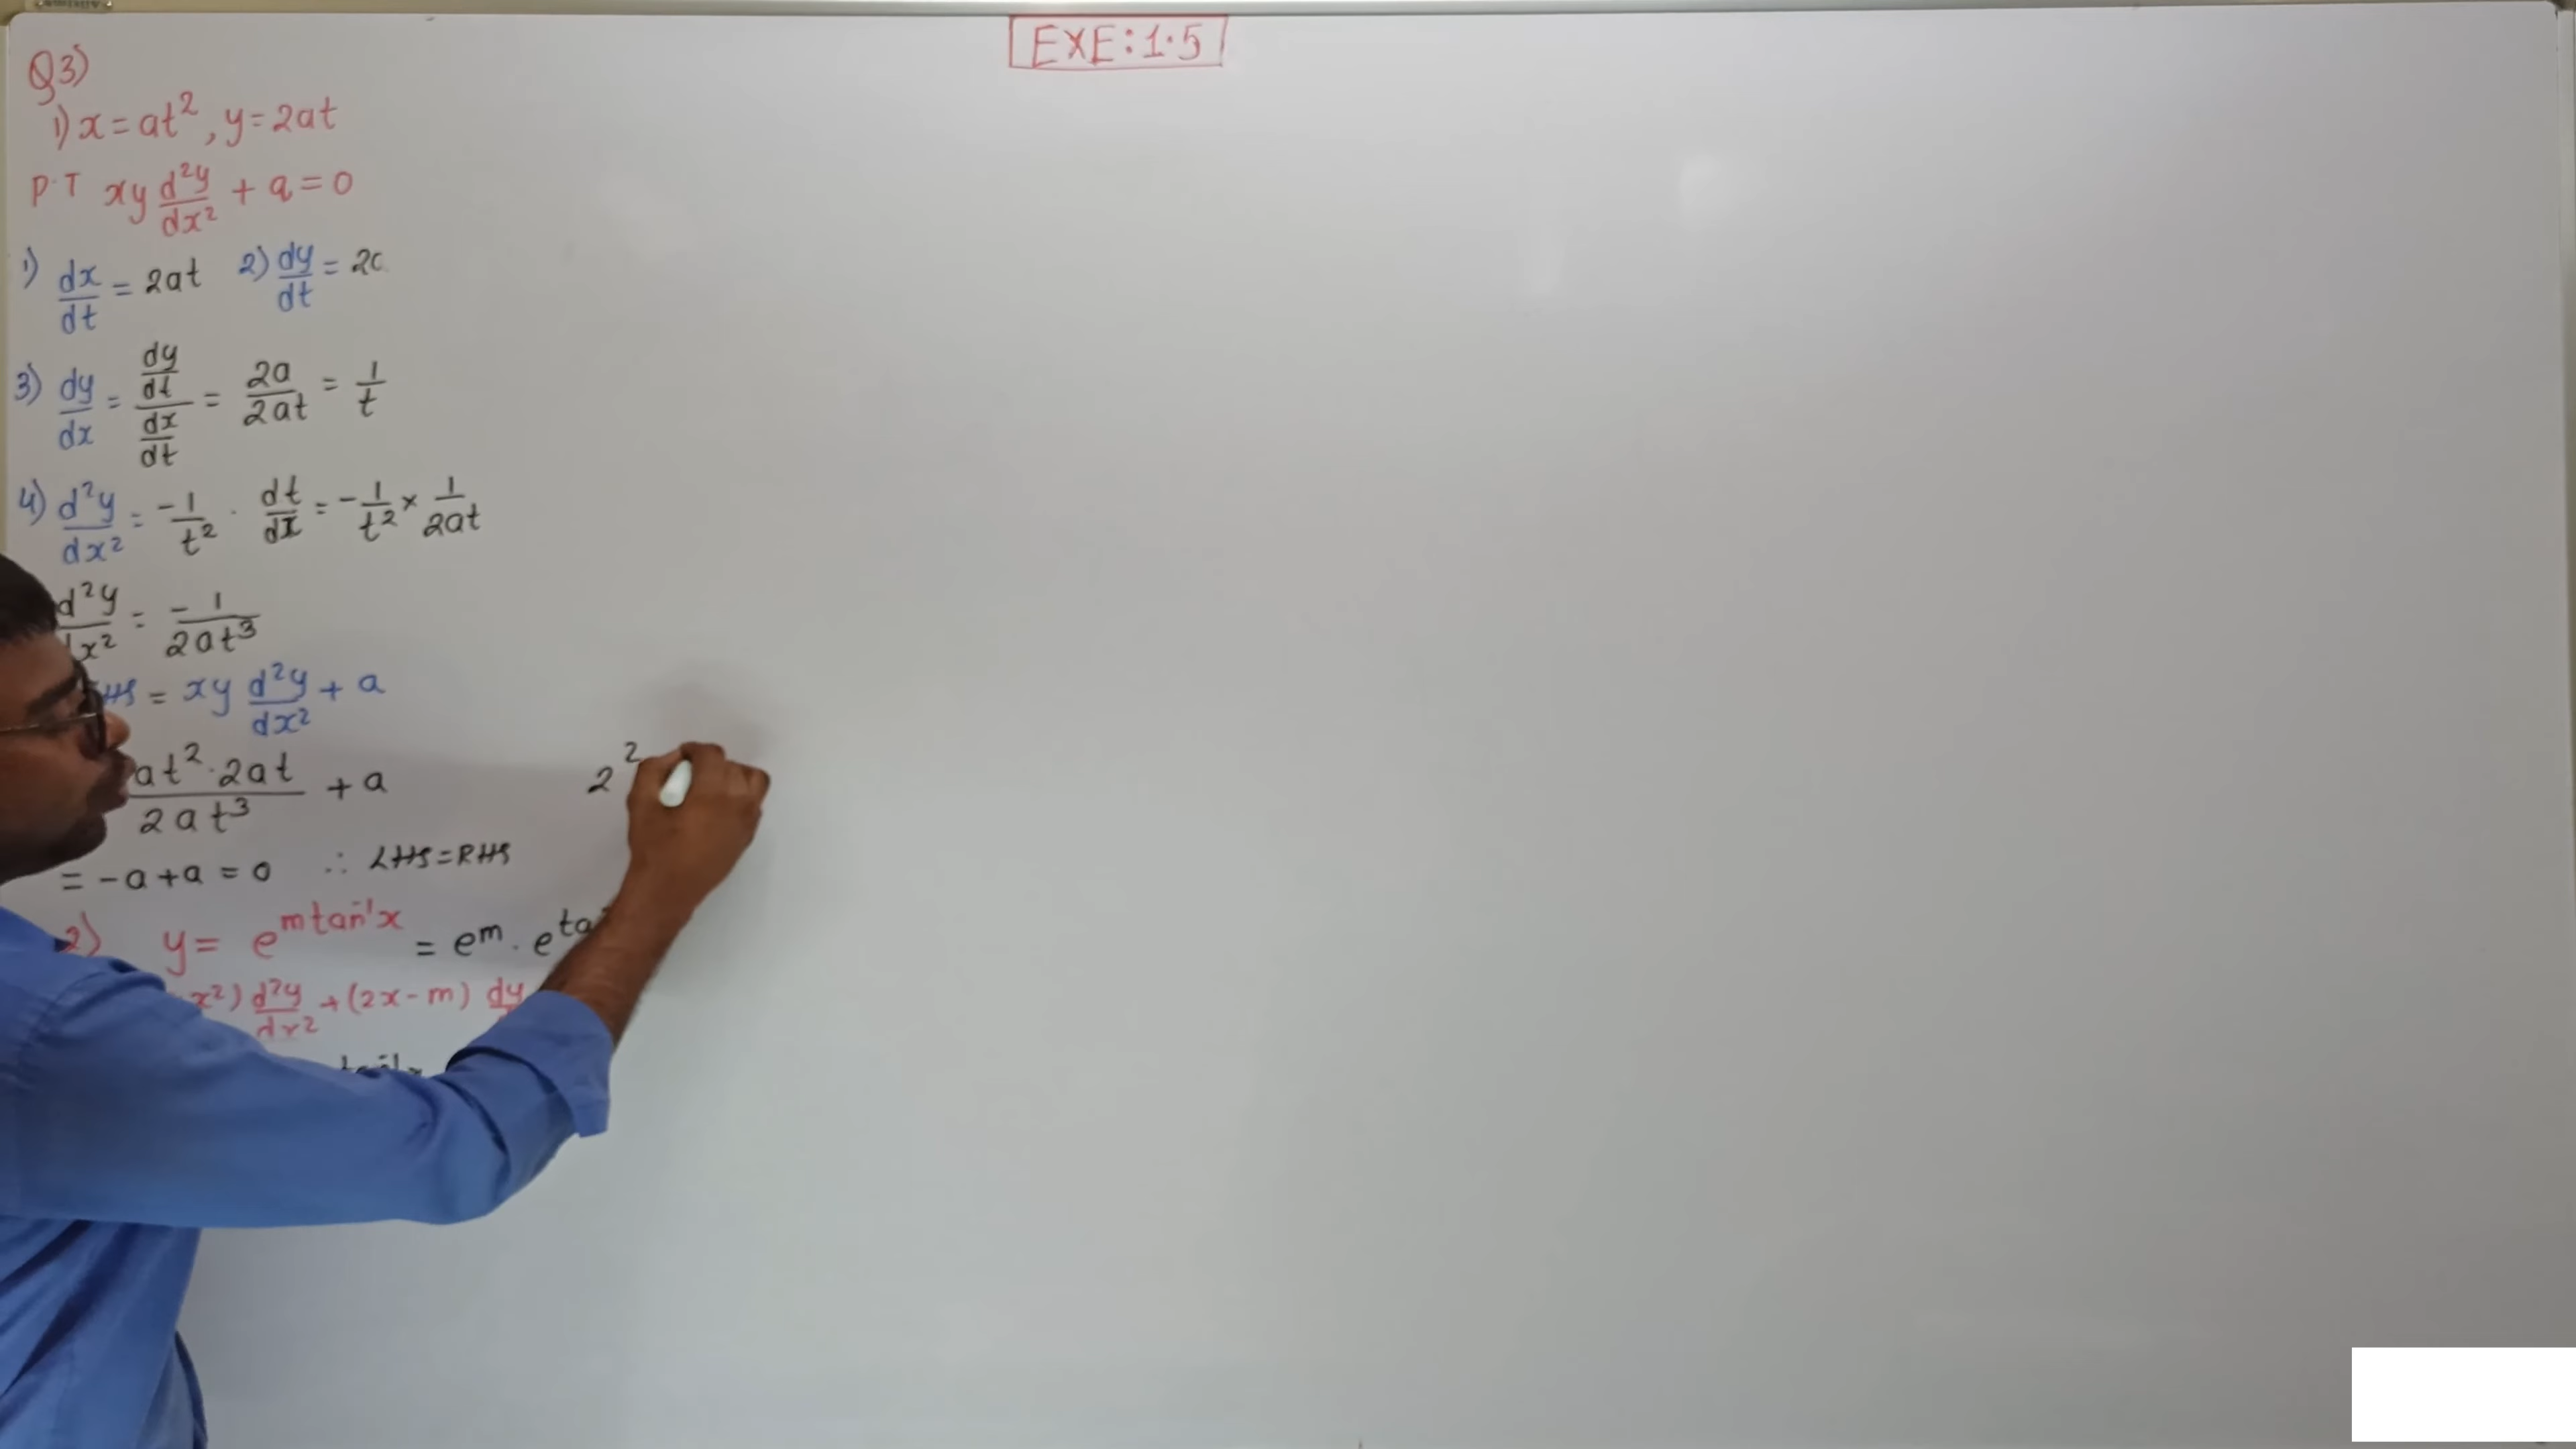 EXE: 1.5
Q3)
1) x = at², y = 2at
P.T xy d²y/dx² + a = 0
1) dx/dt = 2at 2) dy/dt = 2a
3) dy/dx = (dy/dt)/(dx/dt) = 2a/2at = 1/t
4) d²y/dx² = -1/t² · dt/dx = -1/t² × 1/2at
d²y/dx² = -1/2at³
= xy d²y/dx² + a
at²·2at/2at³ + a
2²
= -a+a = 0 ∴ LHS=RHS
2) y = e^(m tan⁻¹x) = e^m · e^
x²) d²y/dx² + (2x-m) dy